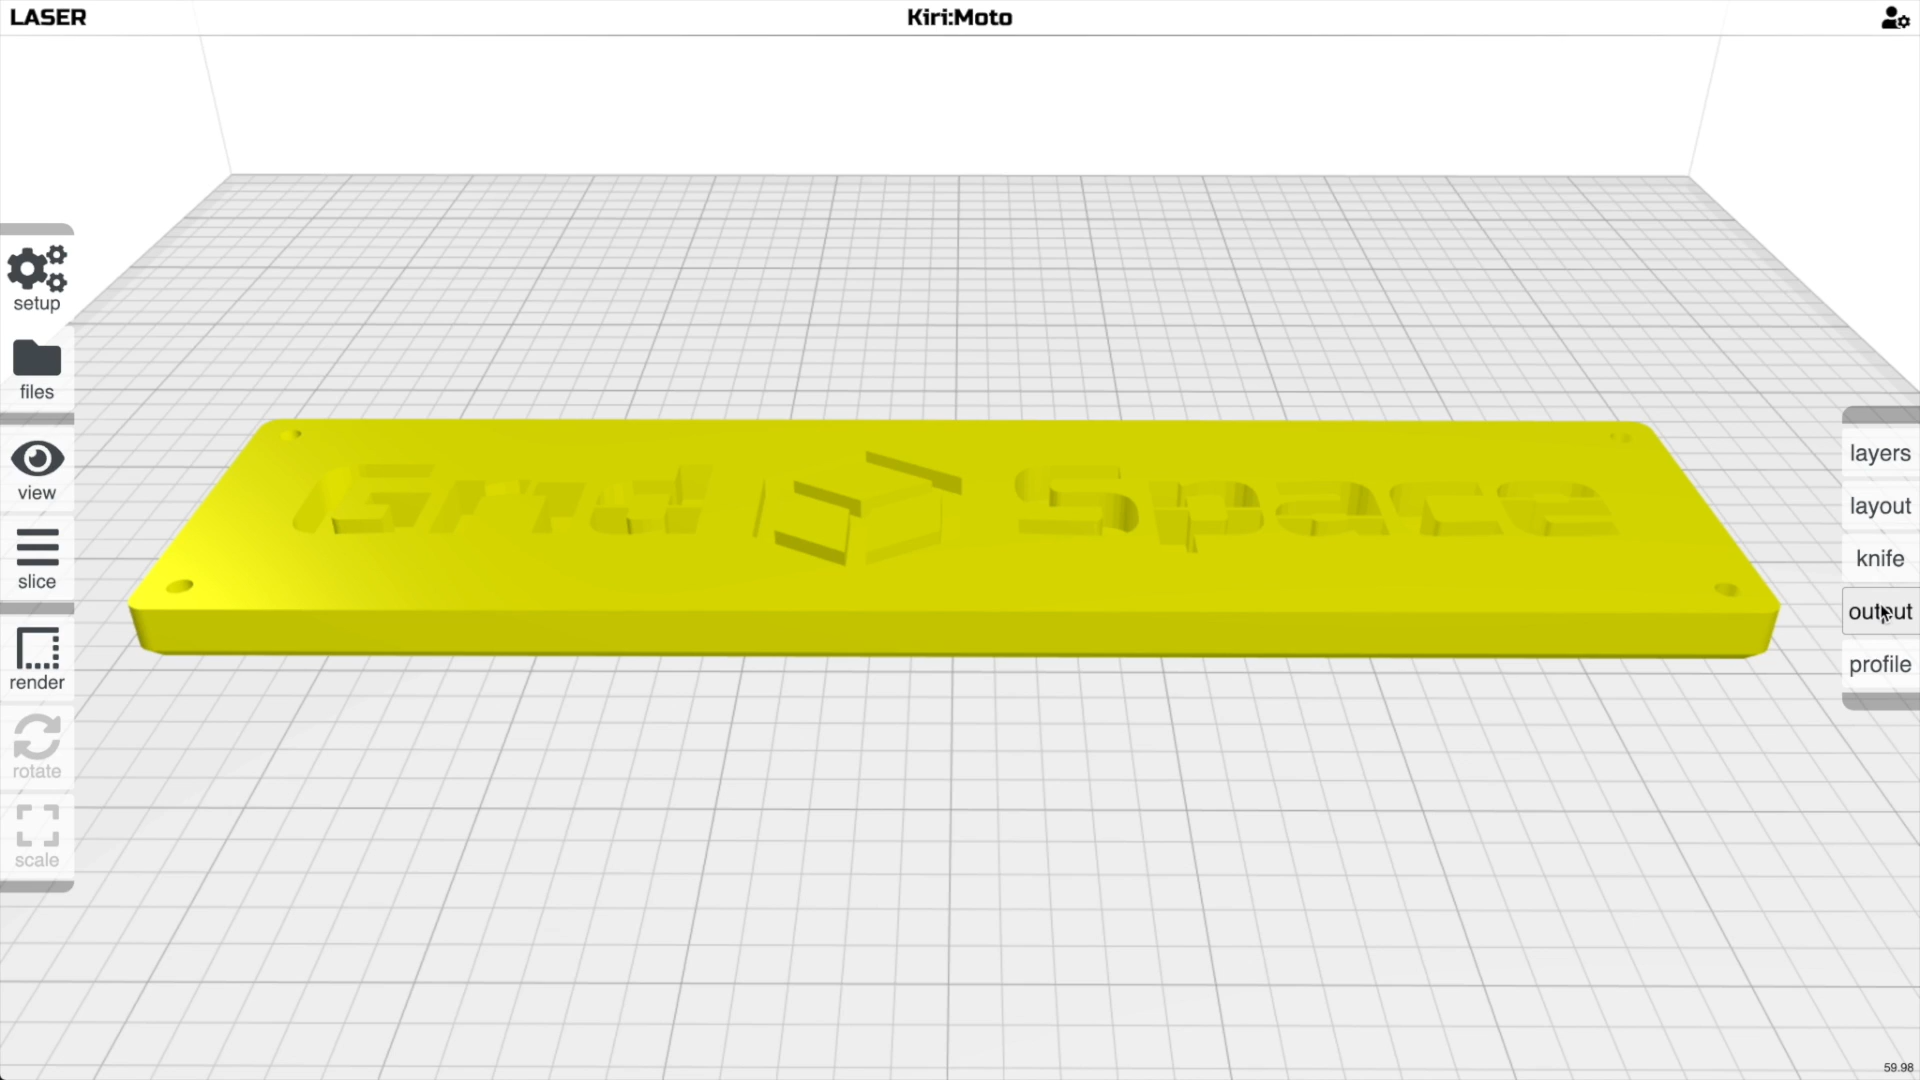 LASER
Kiri:Moto
setup
files
view
slice
render
rotate
scale
Grid Space
layers
layout
knife
output
profile
59.98